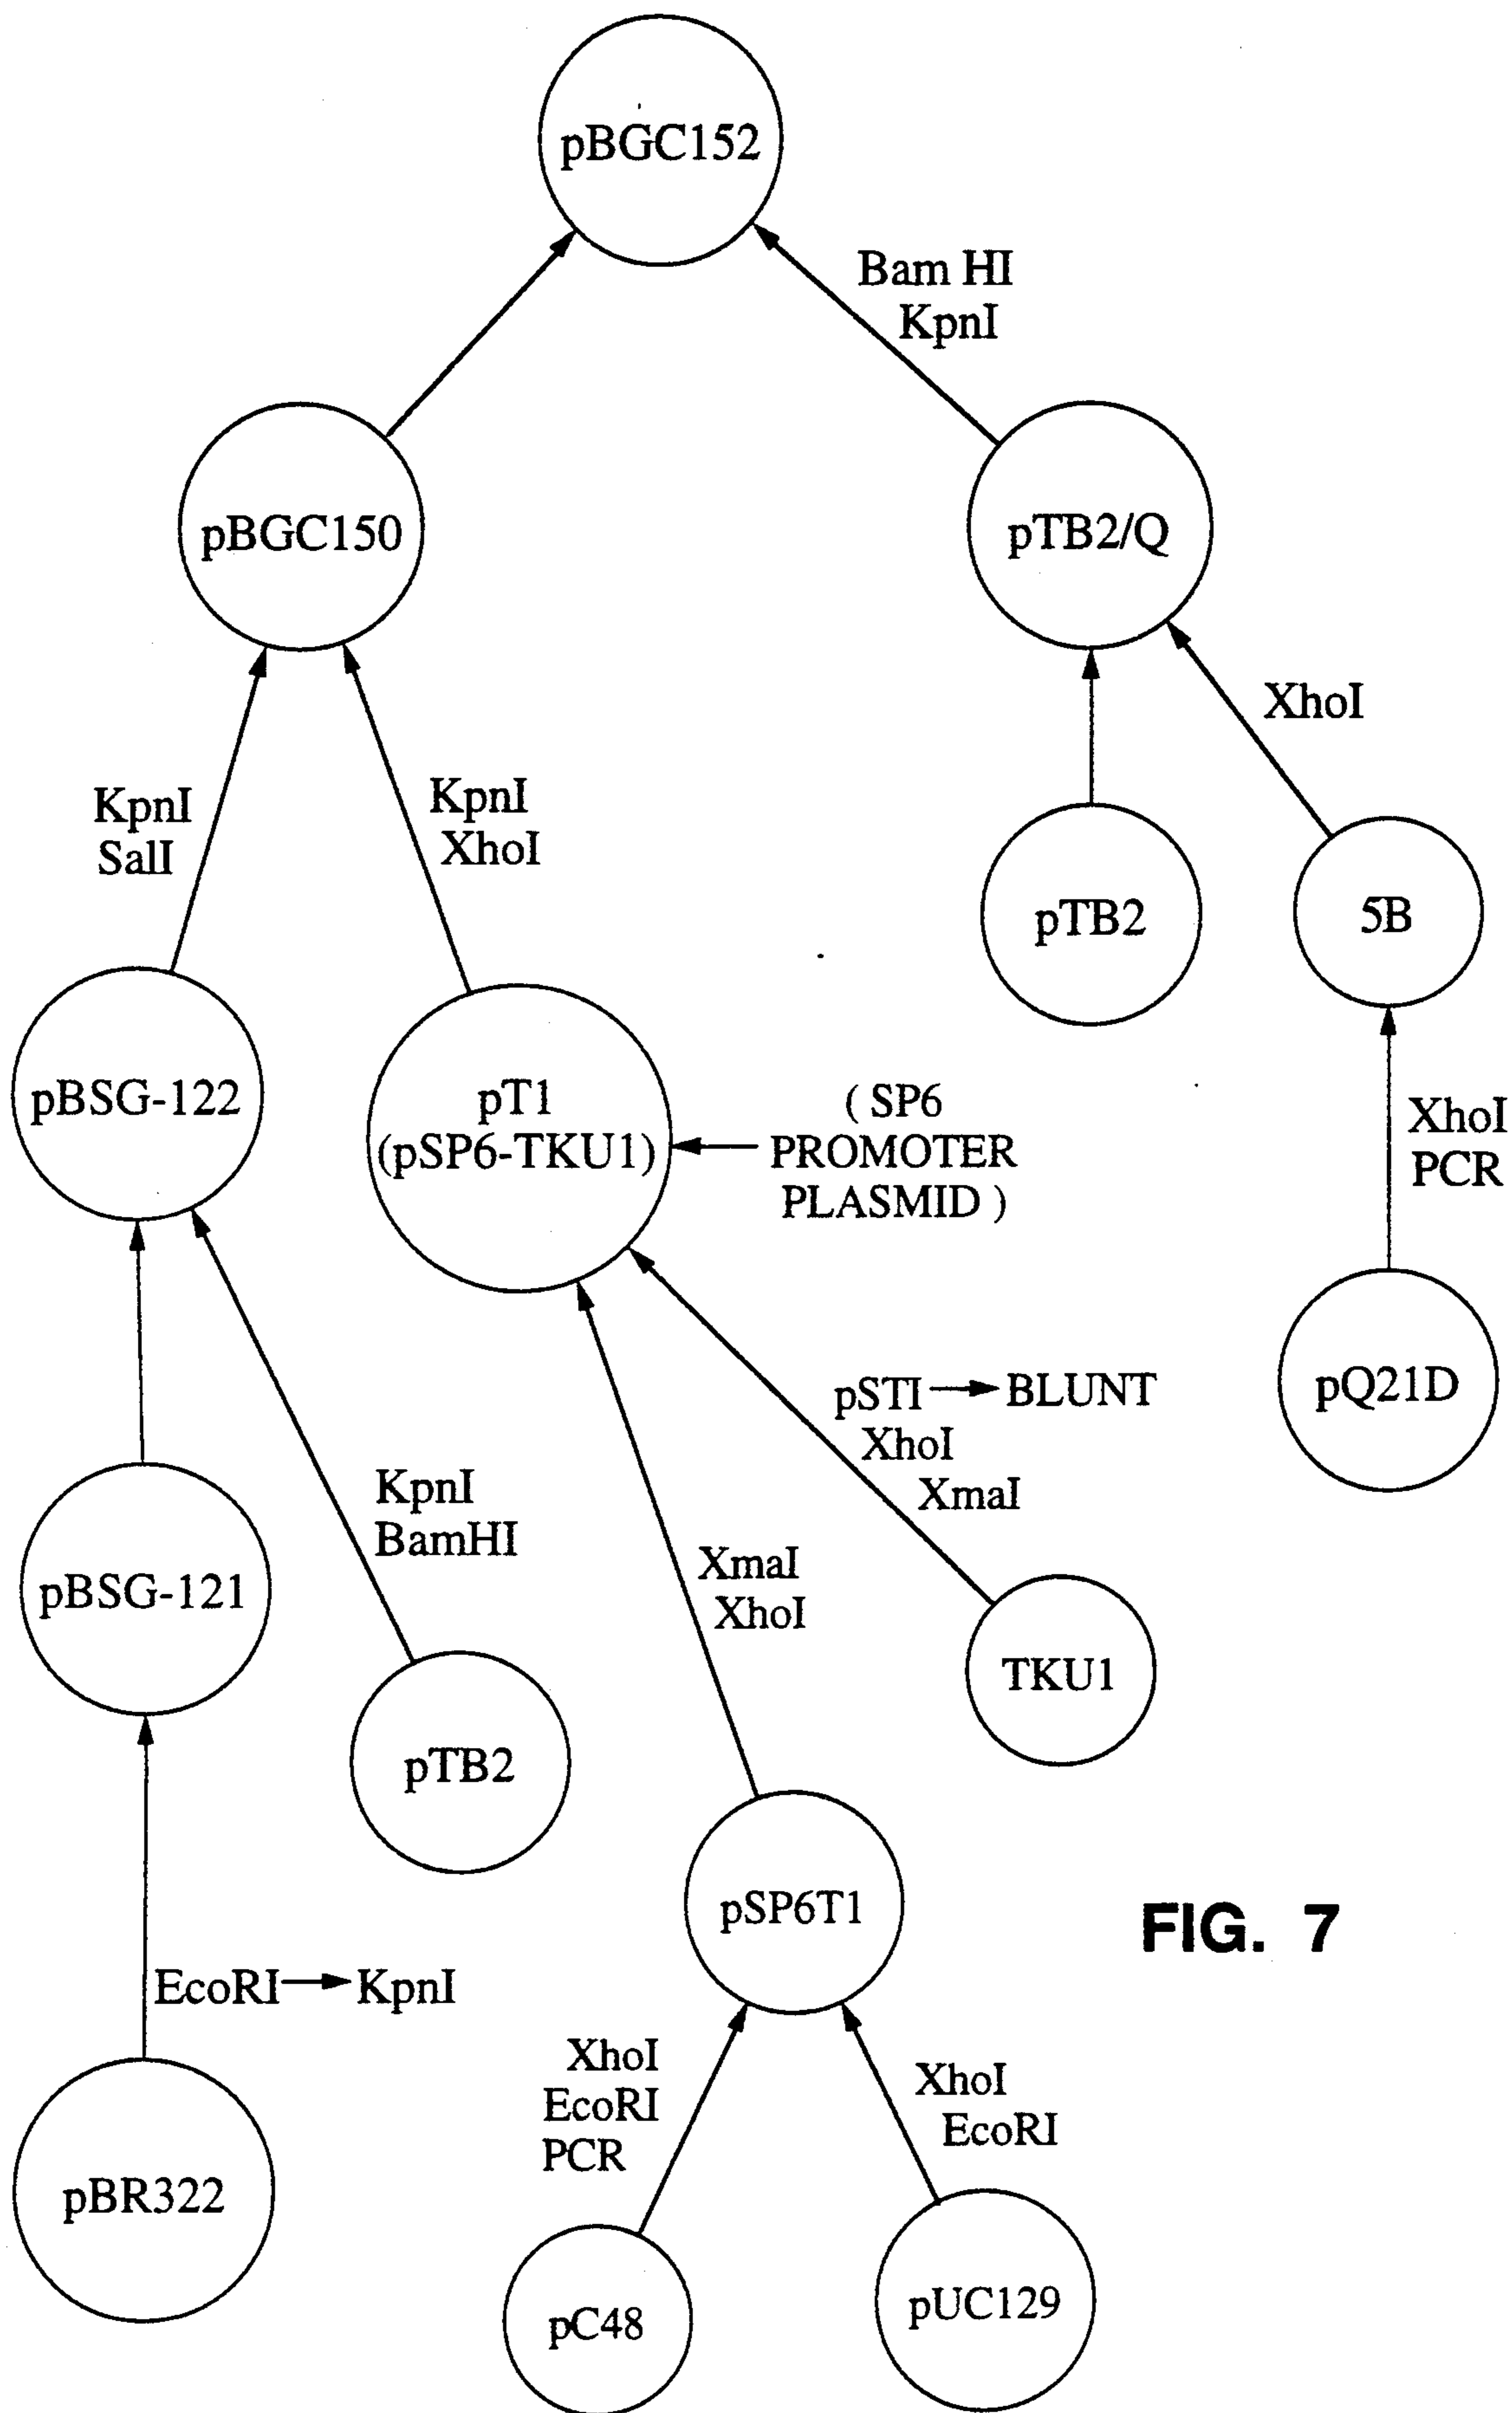 pBGC152
Bam HI
KpnI
pBGC150
pTB2/Q
XhoI
KpnI
SalI
KpnI
XhoI
pTB2
5B
pBSG-122
pT1
(pSP6-TKU1)
( SP6
PROMOTER
PLASMID )
XhoI
PCR
pSTI → BLUNT
XhoI
XmaI
pQ21D
KpnI
BamHI
pBSG-121
XmaI
XhoI
TKU1
pTB2
pSP6T1
FIG. 7
EcoRI → KpnI
XhoI
EcoRI
PCR
XhoI
EcoRI
pBR322
pC48
pUC129